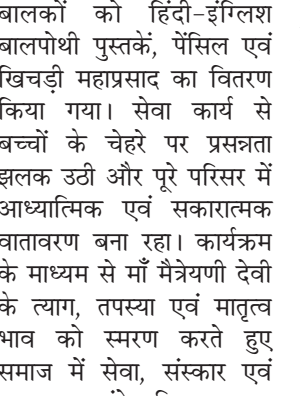 बालकों को हिंदी-इंग्लिश
बालपोथी पुस्तकें, पेंसिल एवं
खिचड़ी महाप्रसाद का वितरण
किया गया। सेवा कार्य से
बच्चों के चेहरे पर प्रसन्नता
झलक उठी और पूरे परिसर में
आध्यात्मिक एवं सकारात्मक
वातावरण बना रहा। कार्यक्रम
के माध्यम से माँ मैत्रेयणी देवी
के त्याग, तपस्या एवं मातृत्व
भाव को स्मरण करते हुए
समाज में सेवा, संस्कार एवं